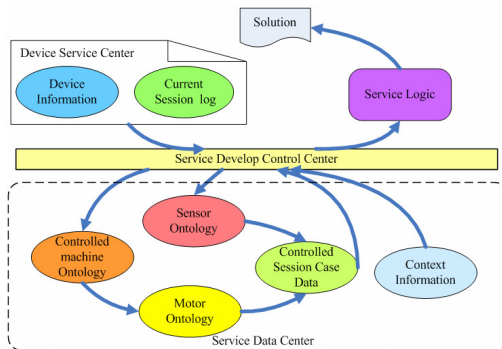 Solution
Device Service Center
Device
Information
Current
Session log
Service Logic
Service Develop Control Center
Sensor
Ontology
Controlled
machine
Ontology
Controlled
Session Case
Data
Context
Information
Motor
Ontology
Service Data Center